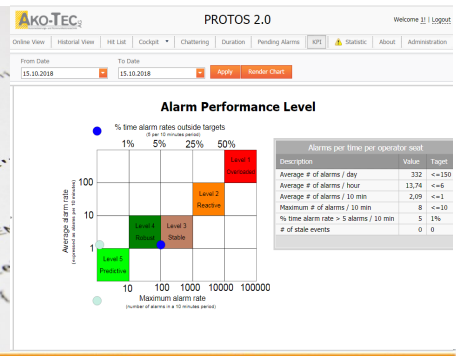 AKO-TEC AG
PROTOS 2.0
Welcome 1! | Logout
Online View | Historial View | Hit List | Cockpit | Chattering | Duration | Pending Alarms | KPI | Statistic | About | Administration
From Date
To Date
15.10.2018
15.10.2018
Apply
Render Chart
Alarm Performance Level
% time alarm rates outside targets
(5 per 10 minutes period)
1% 5% 25% 50%
Level 1
Overloaded
Level 2
Reactive
Level 4
Robust
Level 3
Stable
Level 5
Predictive
100
10
1
Average alarm rate
(expressed as alarms per 10 minutes)
10 100 1000 10000 100000
Maximum alarm rate
(number of alarms in a 10 minutes period)
Alarms per time per operator seat
Description Value Taget
Average # of alarms / day 332 <=150
Average # of alarms / hour 13,74 <=6
Average # of alarms / 10 min 2,09 <=1
Maximum # of alarms / 10 min 8 <=10
% time alarm rate > 5 alarms / 10 min 5 1%
# of stale events 0 0